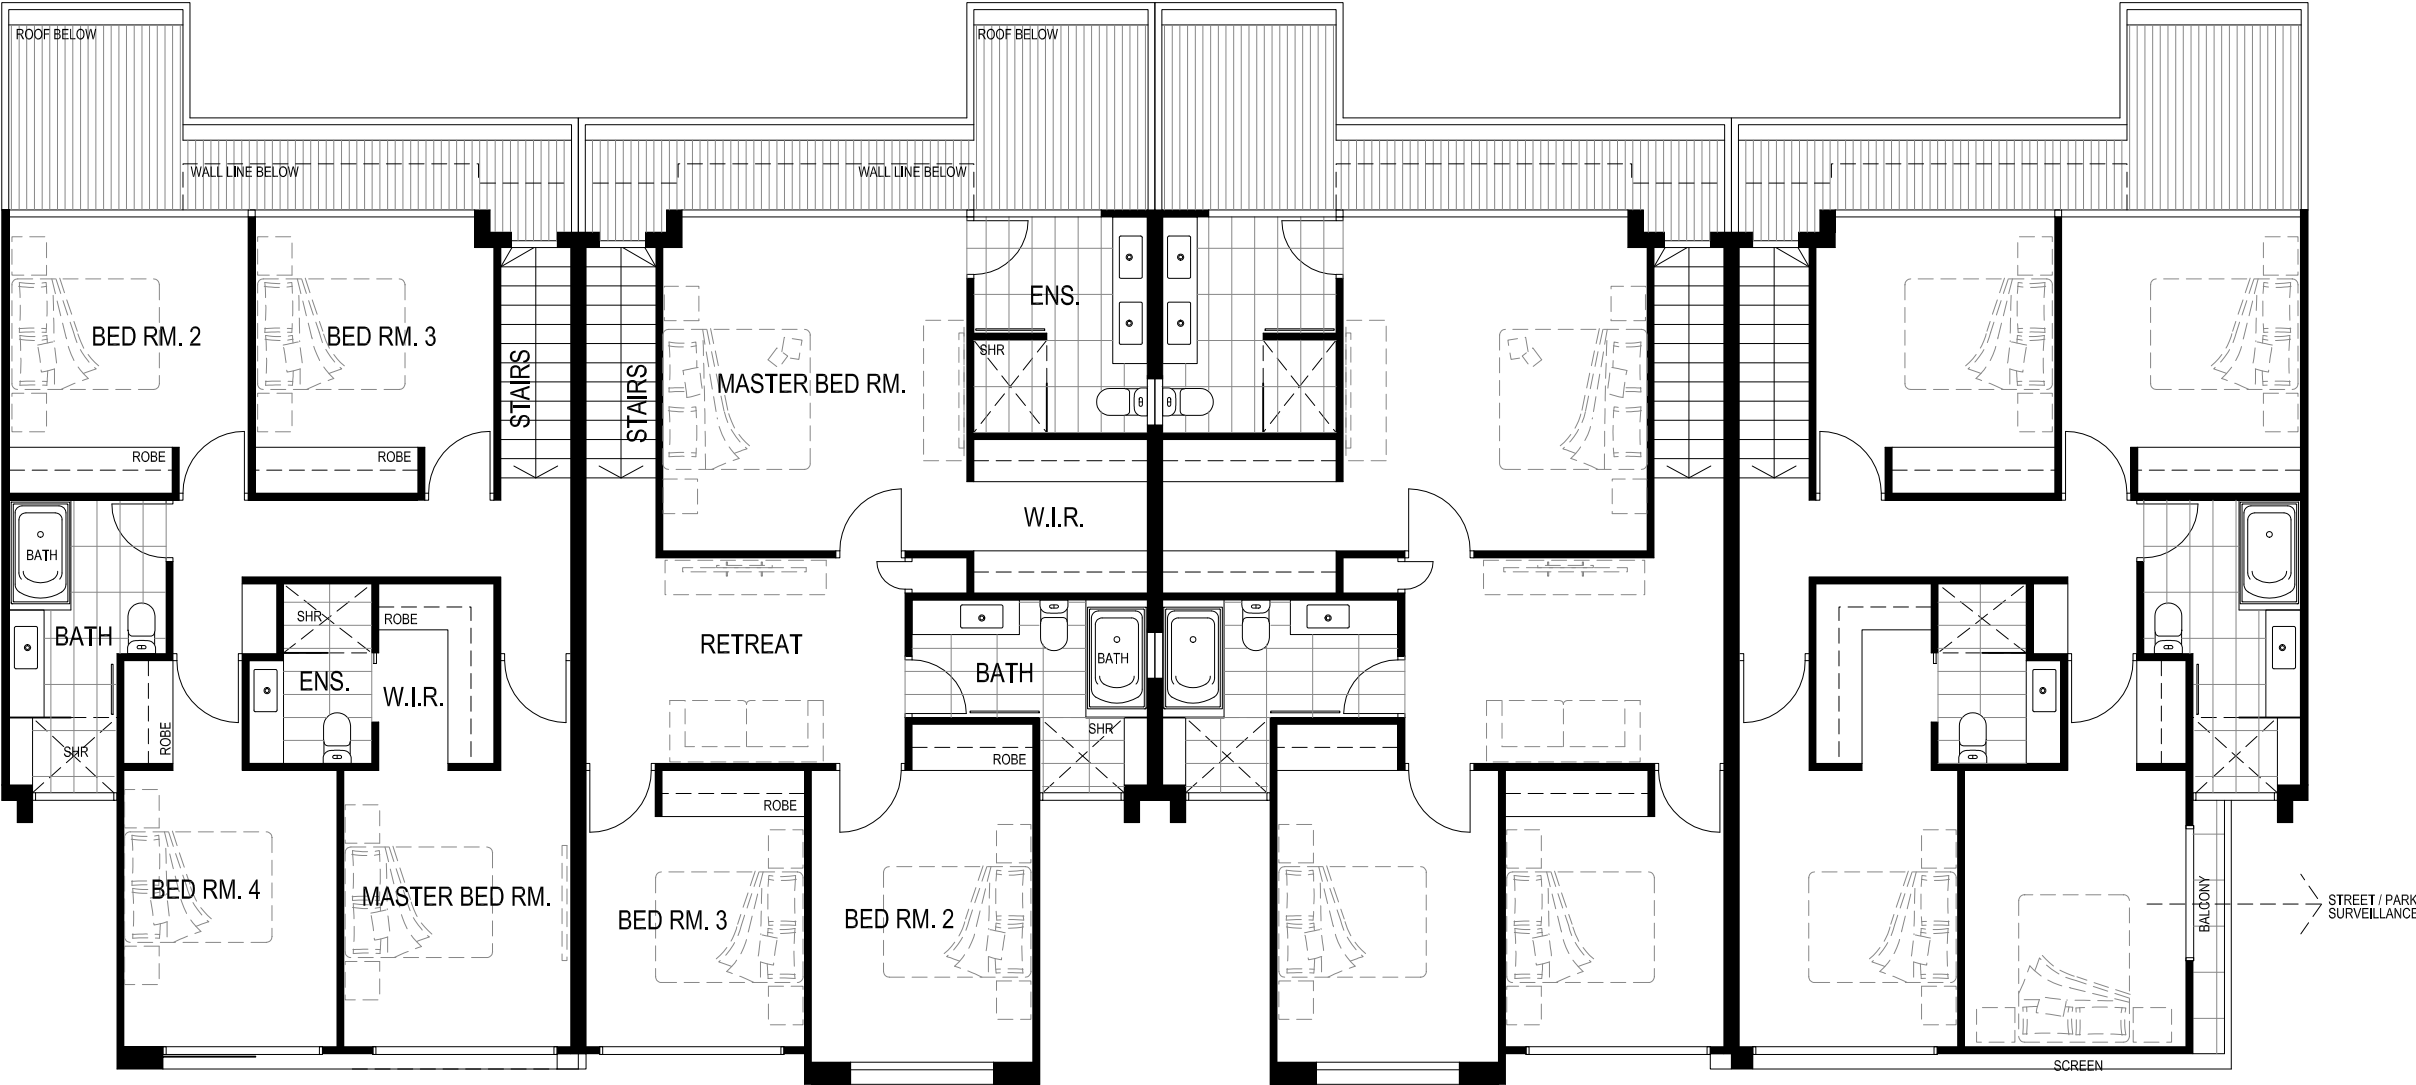 ROOF BELOW
ROOF BELOW
WALL LINE BELOW
WALL LINE BELOW
ENS.
BED RM. 2
BED RM. 3
STAIRS
STAIRS
SHR
MASTER BED RM.
ROBE
ROBE
W.I.R.
BATH
SHR
ROBE
BATH
RETREAT
BATH
BATH
ENS.
W.I.R.
ROBE
SHR
SHR
ROBE
ROBE
BED RM. 4
MASTER BED RM.
BED RM. 3
BED RM. 2
BALCONY
STREET / PARK
SURVEILLANCE
SCREEN